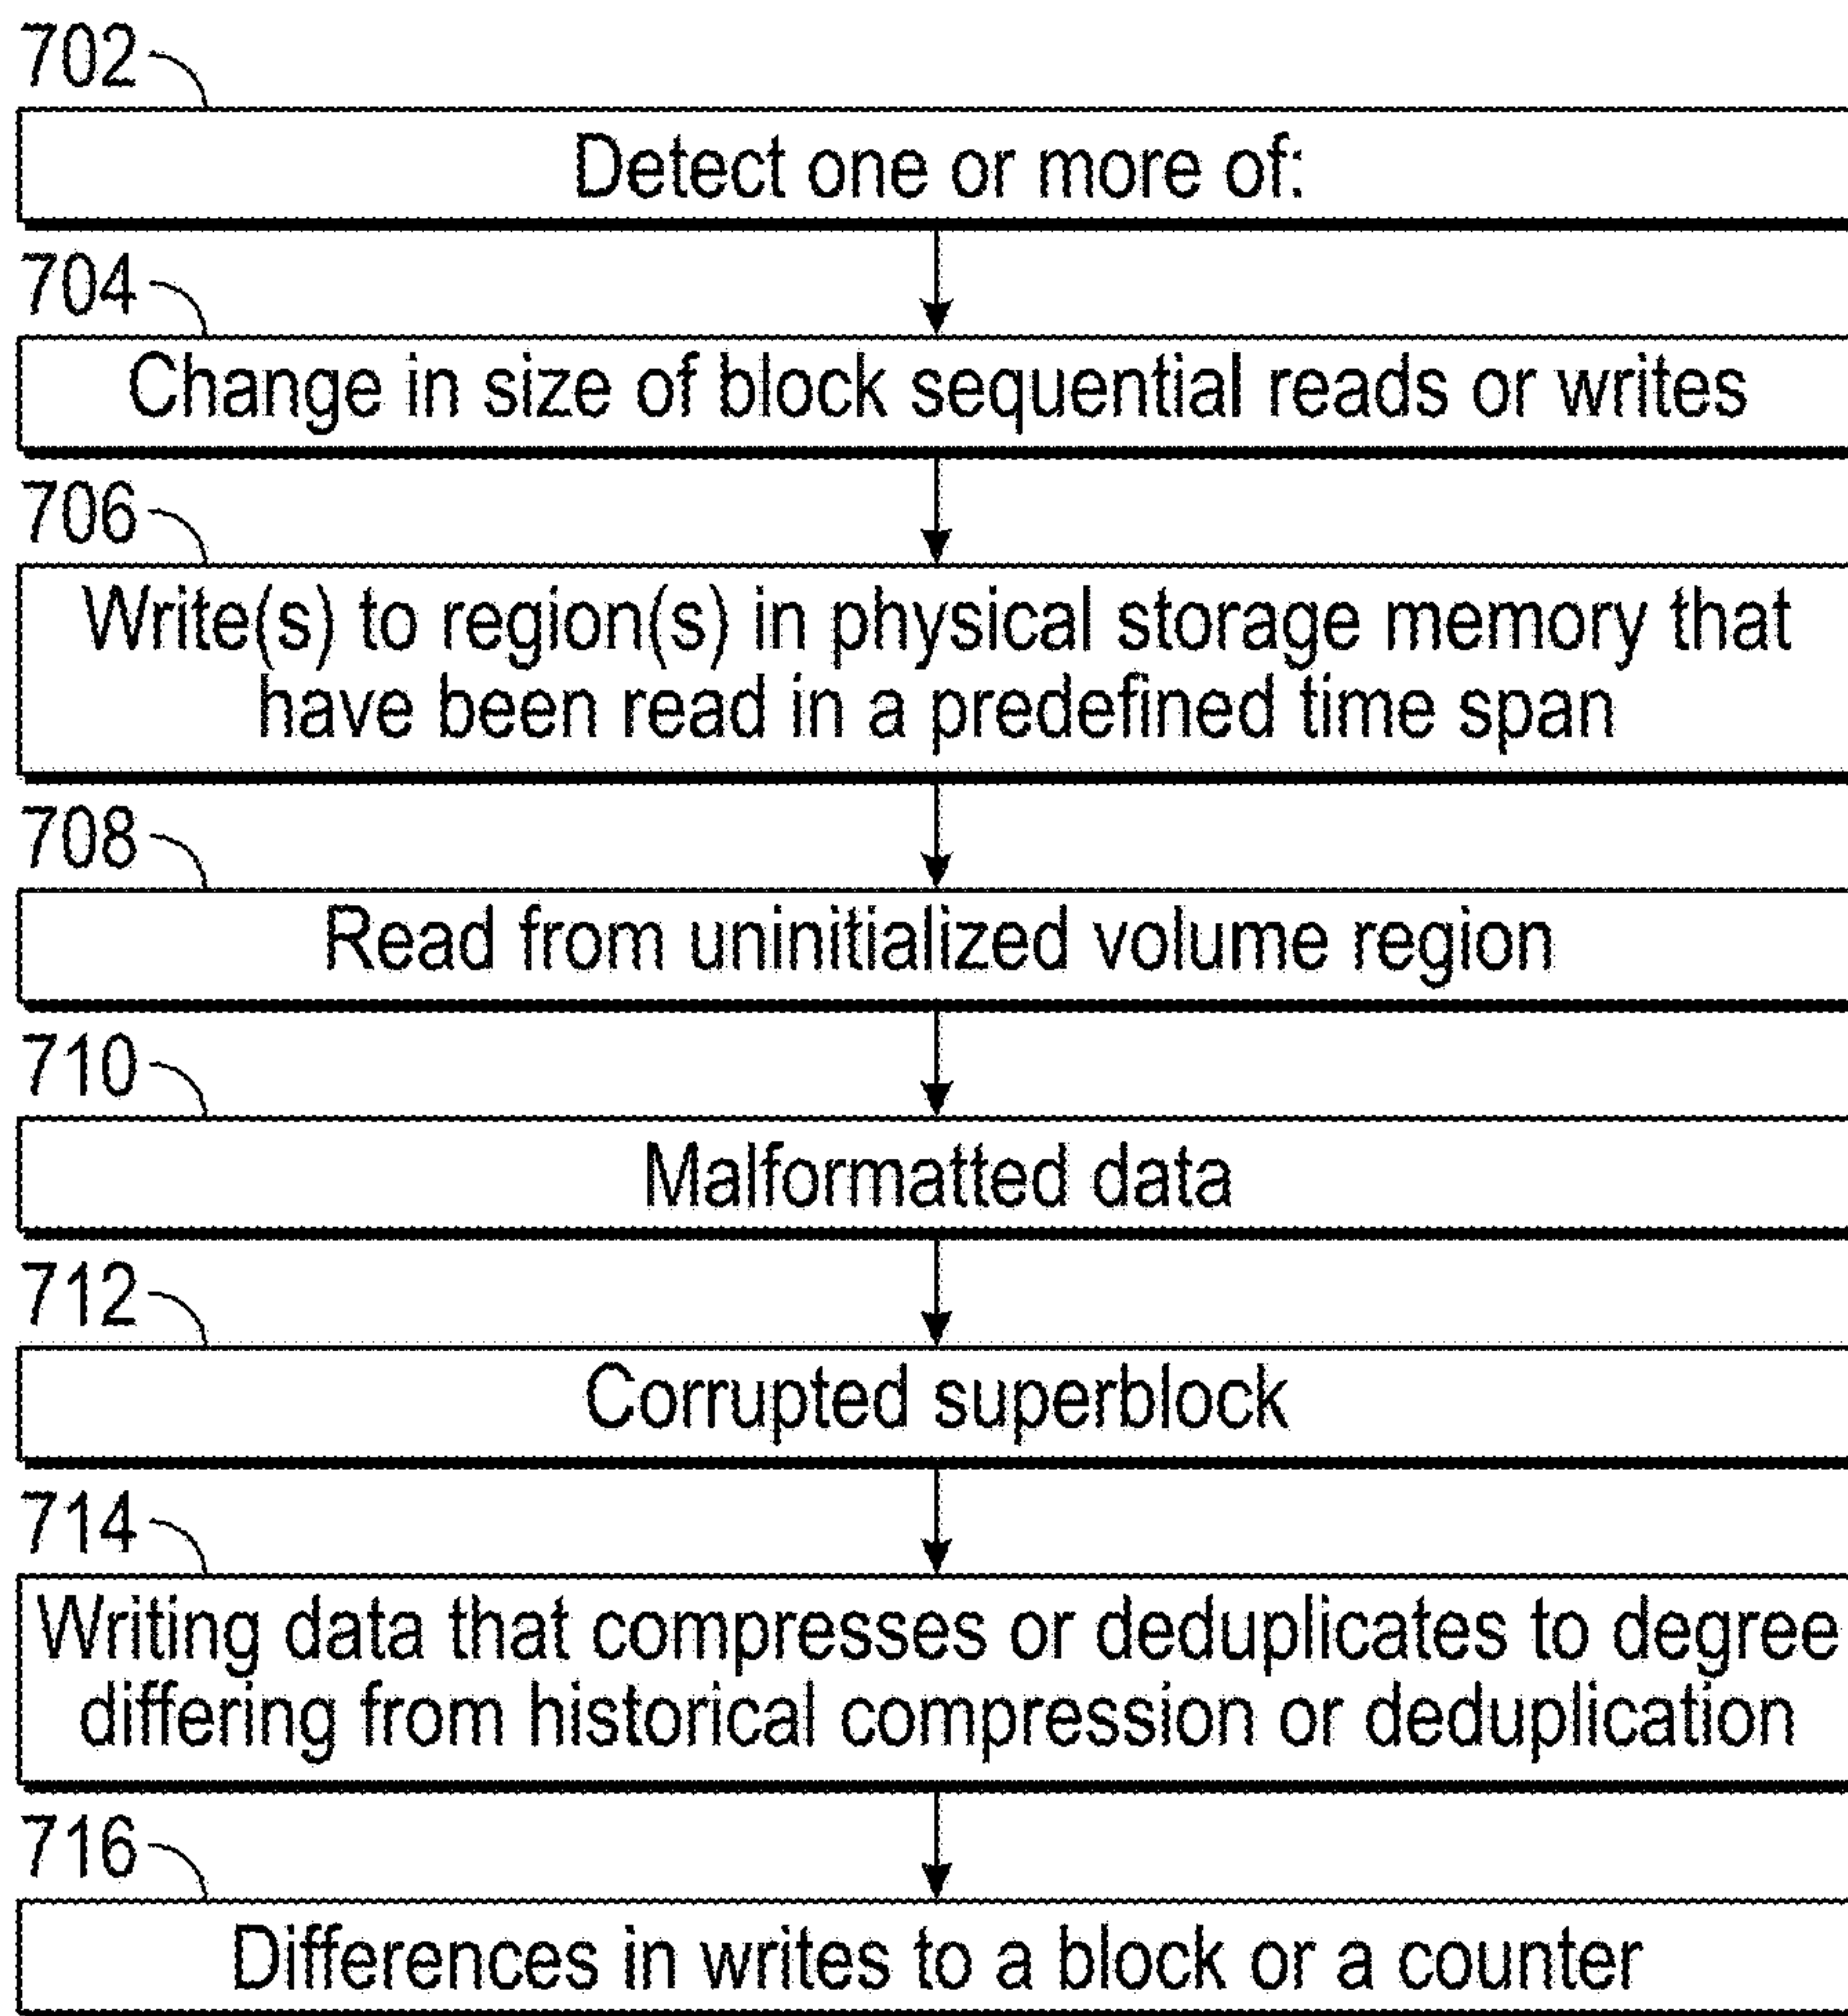 702
Detect one or more of:
704
Change in size of block sequential reads or writes
706
Write(s) to region(s) in physical storage memory that
have been read in a predefined time span
708
Read from uninitialized volume region
710
Malformatted data
712
Corrupted superblock
714
Writing data that compresses or deduplicates to degree
differing from historical compression or deduplication
716
Differences in writes to a block or a counter